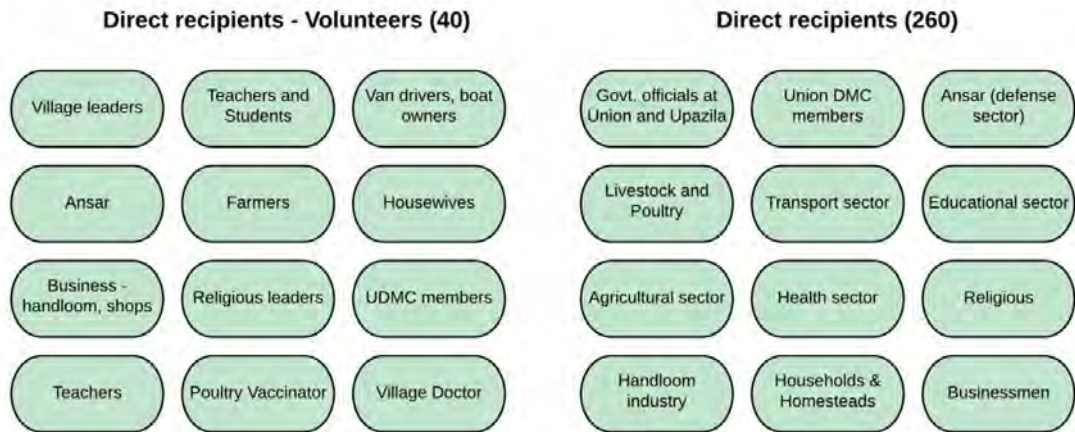 Direct recipients - Volunteers (40)
Village leaders
Teachers and
Students
Van drivers, boat
owners
Ansar
Farmers
Housewives
Business -
handloom, shops
Religious leaders
UDMC members
Teachers
Poultry Vaccinator
Village Doctor
Direct recipients (260)
Govt. officials at
Union and Upazila
Union DMC
members
Ansar (defense
sector)
Livestock and
Poultry
Transport sector
Educational sector
Agricultural sector
Health sector
Religious
Handloom
industry
Households &
Homesteads
Businessmen